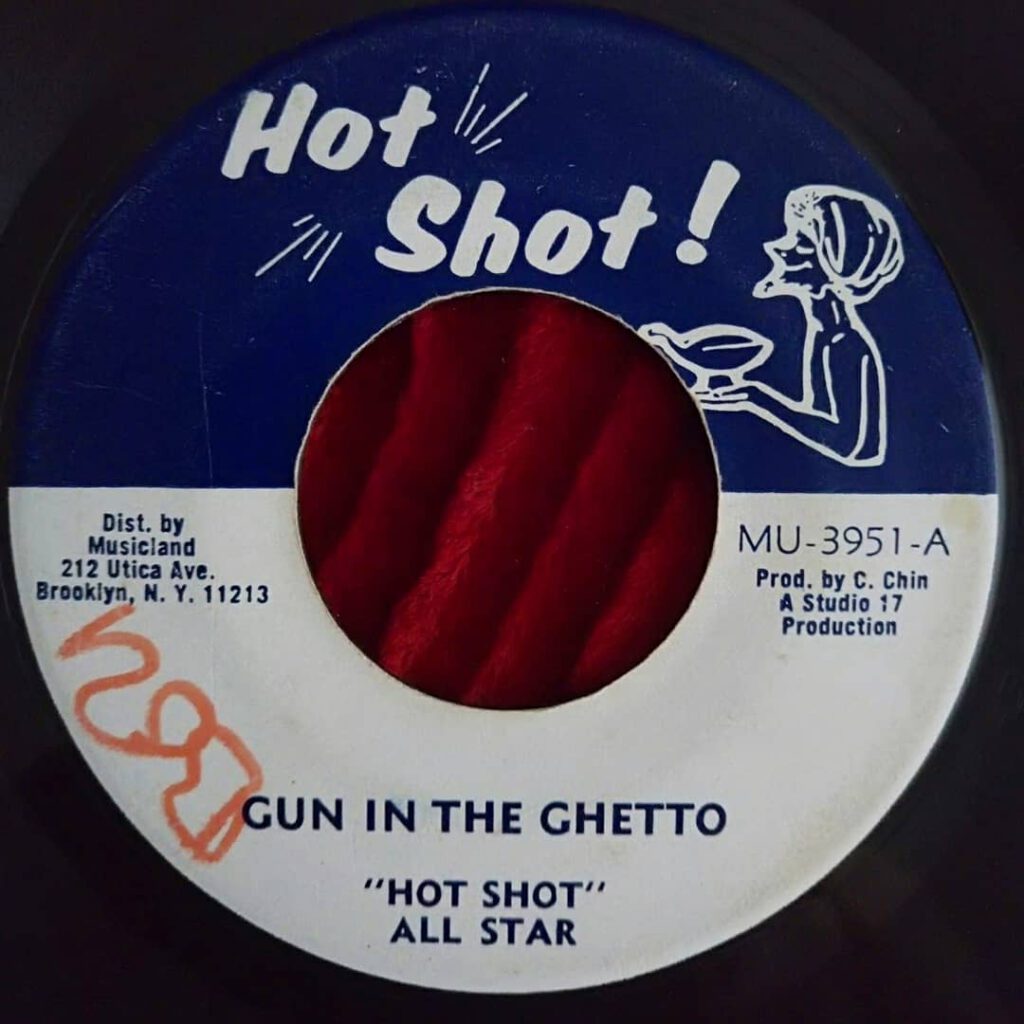 Hot
Shot!
Dist. by
Musicland
212 Utica Ave.
Brooklyn, N. Y. 11213
MU-3951-A
Prod. by C. Chin
A Studio 17
Production
GUN IN THE GHETTO
"HOT SHOT"
ALL STAR